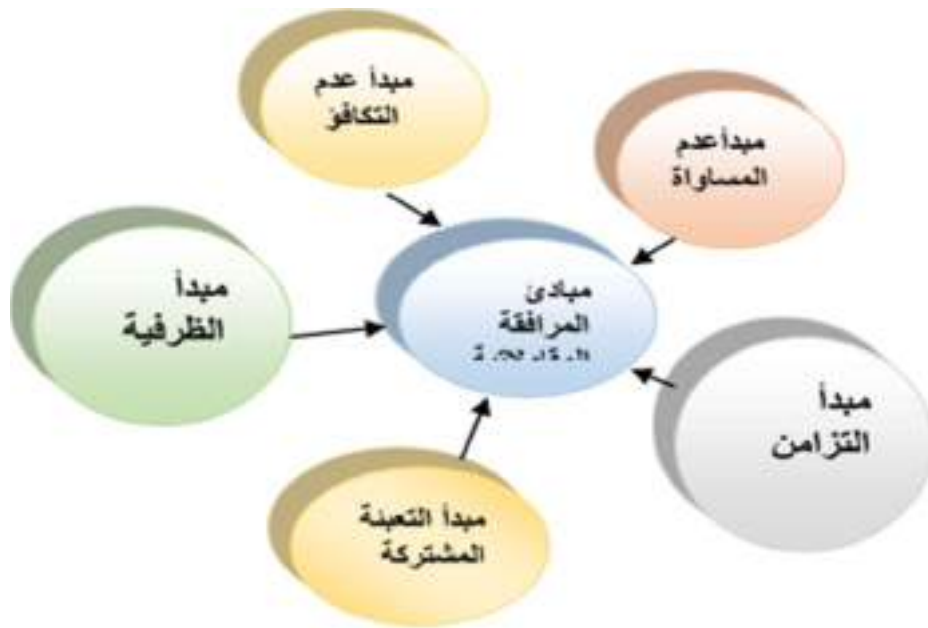 مبدأ عدم
التكافؤ
مبدأعدم
المساواة
مبادئ
المرافقة
مبدأ
الظرفية
مبدأ
التزامن
مبدأ التعبئة
المشتركة